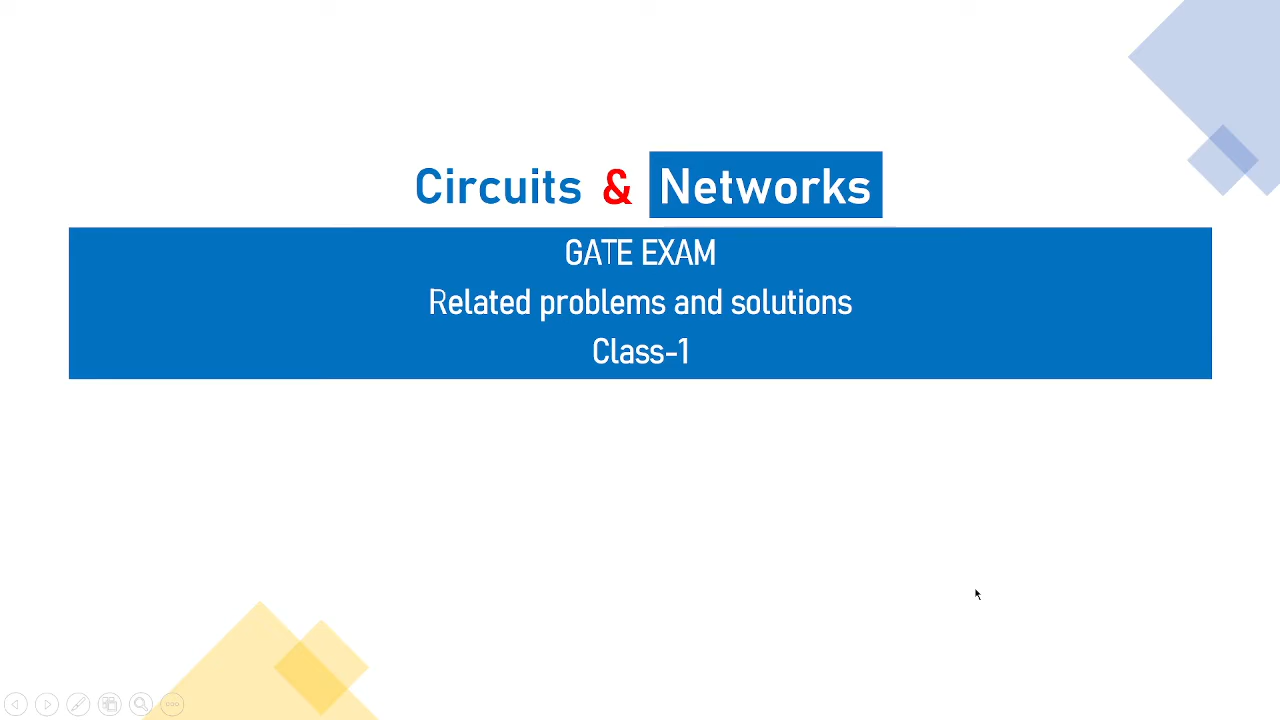 Circuits & Networks
GATE EXAM
Related problems and solutions
Class-1